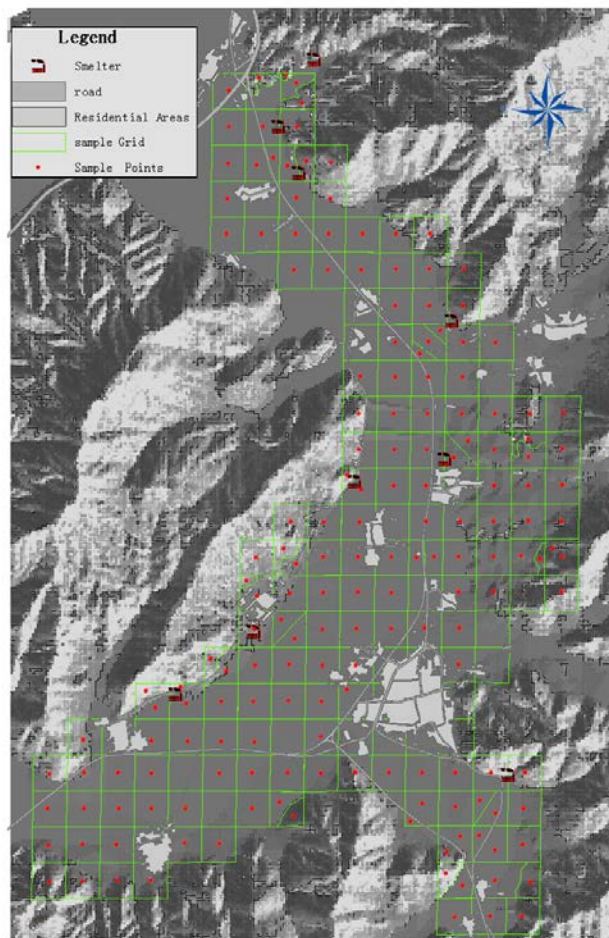 Legend
Smelter
road
Residential Areas
sample Grid
Sample Points